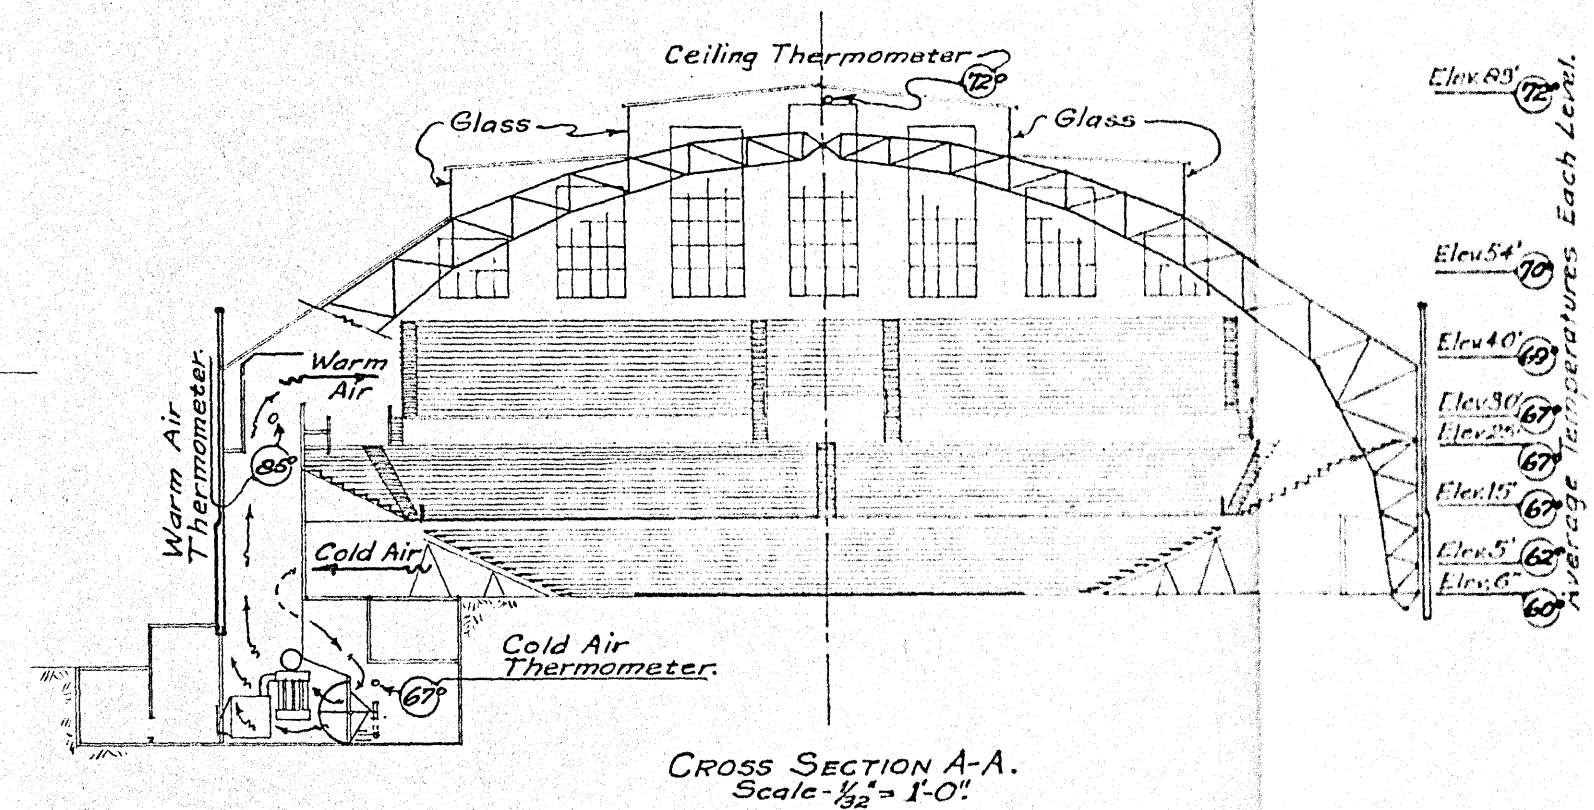 Ceiling Thermometer
72°
Glass
Glass
Warm
Air
Warm Air
Thermometer.
85°
Cold Air
Cold Air
Thermometer.
67°
Elev. 89'
72°
Elev. 54'
70°
Elev. 40'
Elev. 30'
67°
67°
Elev. 15'
67°
Elev. 5'
62°
Elev. 6"
60°
Average Temperatures Each Level.
CROSS SECTION A-A.
Scale - 1/32" = 1'-0".